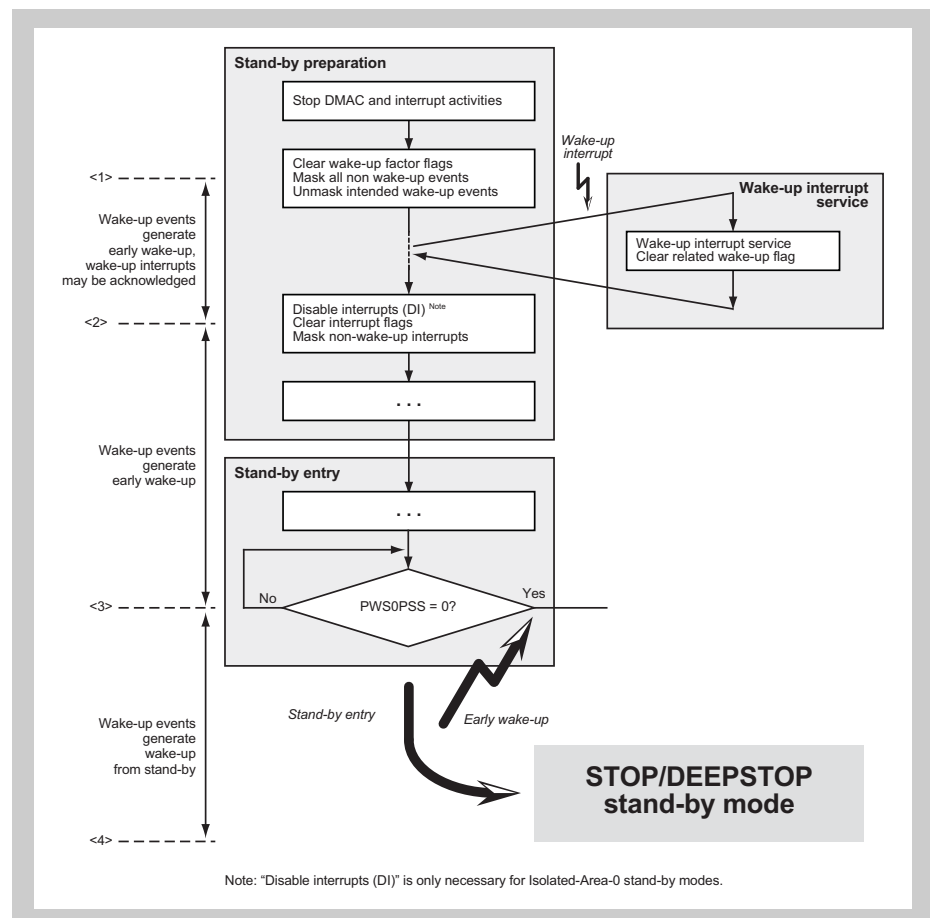 Stand-by preparation
Stop DMAC and interrupt activities
Wake-up
interrupt
Clear wake-up factor flags
Mask all non wake-up events
Unmask intended wake-up events
<1>
Wake-up events
generate
early wake-up,
wake-up interrupts
may be acknowledged
Wake-up interrupt
service
Wake-up interrupt service
Clear related wake-up flag
<2>
Disable interrupts (DI) Note
Clear interrupt flags
Mask non-wake-up interrupts
. . .
Wake-up events
generate
early wake-up
Stand-by entry
. . .
No
PWS0PSS = 0?
Yes
<3>
Stand-by entry
Early wake-up
Wake-up events
generate
wake-up
from stand-by
STOP/DEEPSTOP
stand-by mode
<4>
Note: “Disable interrupts (DI)” is only necessary for Isolated-Area-0 stand-by modes.